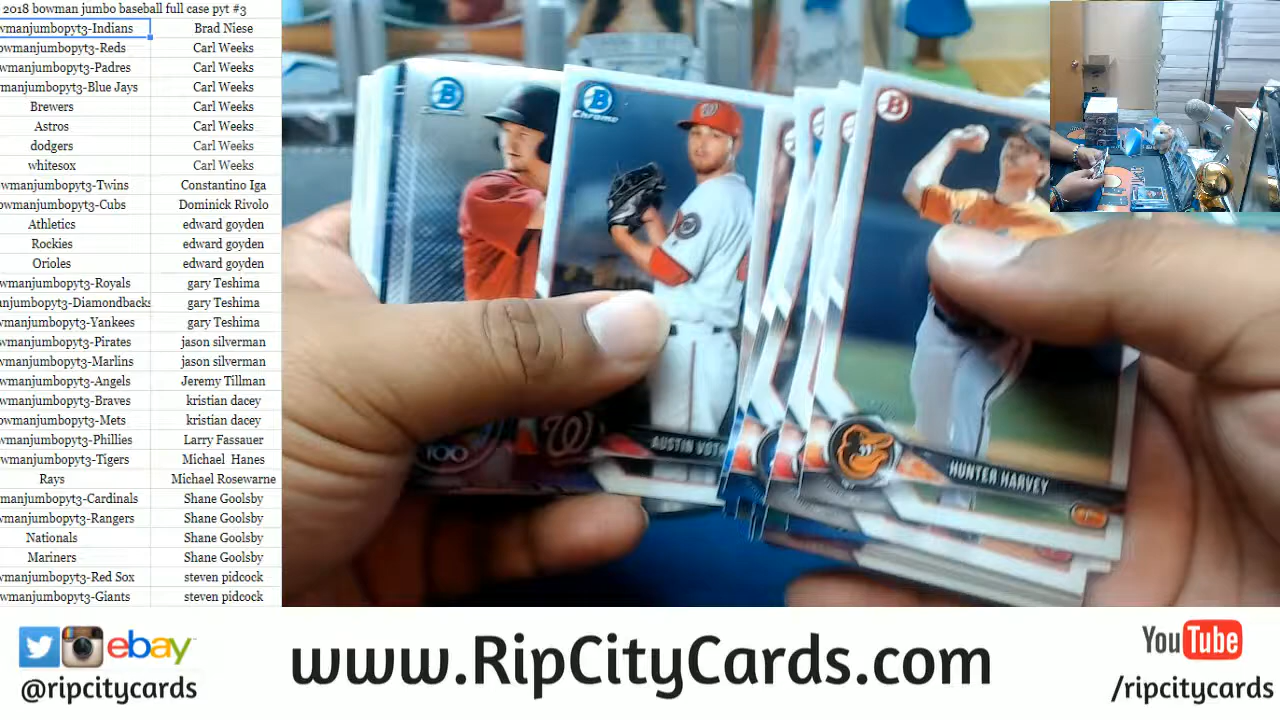 2018 bowman jumbo baseball full case pyt #3
wmanjumbopyt3-Indians Brad Niese
owmanjumbopyt3-Reds Carl Weeks
wmanjumbopyt3-Padres Carl Weeks
wmanjumbopyt3-Blue Jays Carl Weeks
Brewers Carl Weeks
Astros Carl Weeks
dodgers Carl Weeks
whitesox Carl Weeks
wmanjumbopyt3-Twins Constantino Iga
owmanjumbopyt3-Cubs Dominick Rivolo
Athletics edward goyden
Rockies edward goyden
Orioles edward goyden
wmanjumbopyt3-Royals gary Teshima
anjumbopyt3-Diamondbacks gary Teshima
wmanjumbopyt3-Yankees gary Teshima
wmanjumbopyt3-Pirates jason silverman
wmanjumbopyt3-Marlins jason silverman
wmanjumbopyt3-Angels Jeremy Tillman
wmanjumbopyt3-Braves kristian dacey
owmanjumbopyt3-Mets kristian dacey
wmanjumbopyt3-Phillies Larry Fassauer
wmanjumbopyt3-Tigers Michael Hanes
Rays Michael Rosewarne
manjumbopyt3-Cardinals Shane Goolsby
wmanjumbopyt3-Rangers Shane Goolsby
Nationals Shane Goolsby
Mariners Shane Goolsby
wmanjumbopyt3-Red Sox steven pidcock
wmanjumbopyt3-Giants steven pidcock
B
B
Chrome
B
W
W
100
AUSTIN VOTH
HUNTER HARVEY
ebay
@ripcitycards
www.RipCityCards.com
YouTube
/ripcitycards